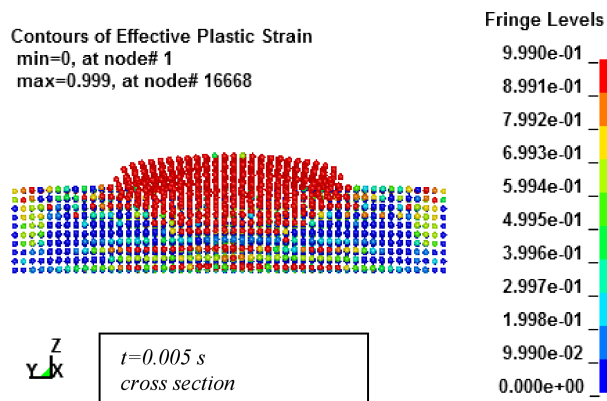 Contours of Effective Plastic Strain
min=0, at node# 1
max=0.999, at node# 16668
Fringe Levels
9.990e-01
8.991e-01
7.992e-01
6.993e-01
5.994e-01
4.995e-01
3.996e-01
2.997e-01
1.998e-01
9.990e-02
0.000e+00
Z
Y X
t=0.005 s
cross section